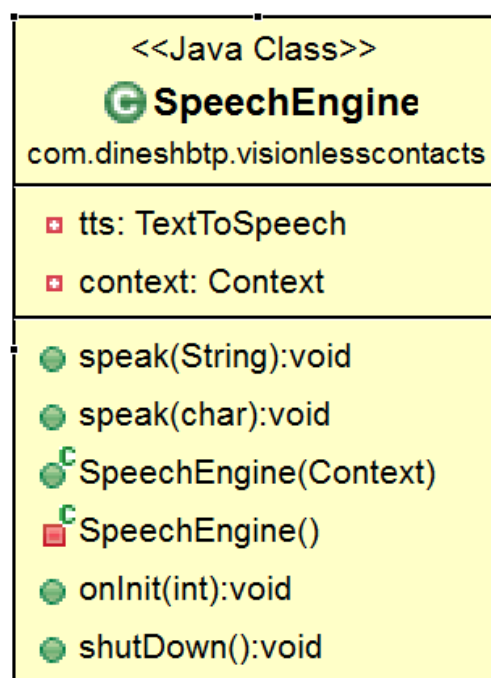 <<Java Class>>
C SpeechEngine
com.dineshbtp.visionlesscontacts
tts: TextToSpeech
context: Context
speak(String):void
speak(char):void
C SpeechEngine(Context)
C SpeechEngine()
onInit(int):void
shutDown():void